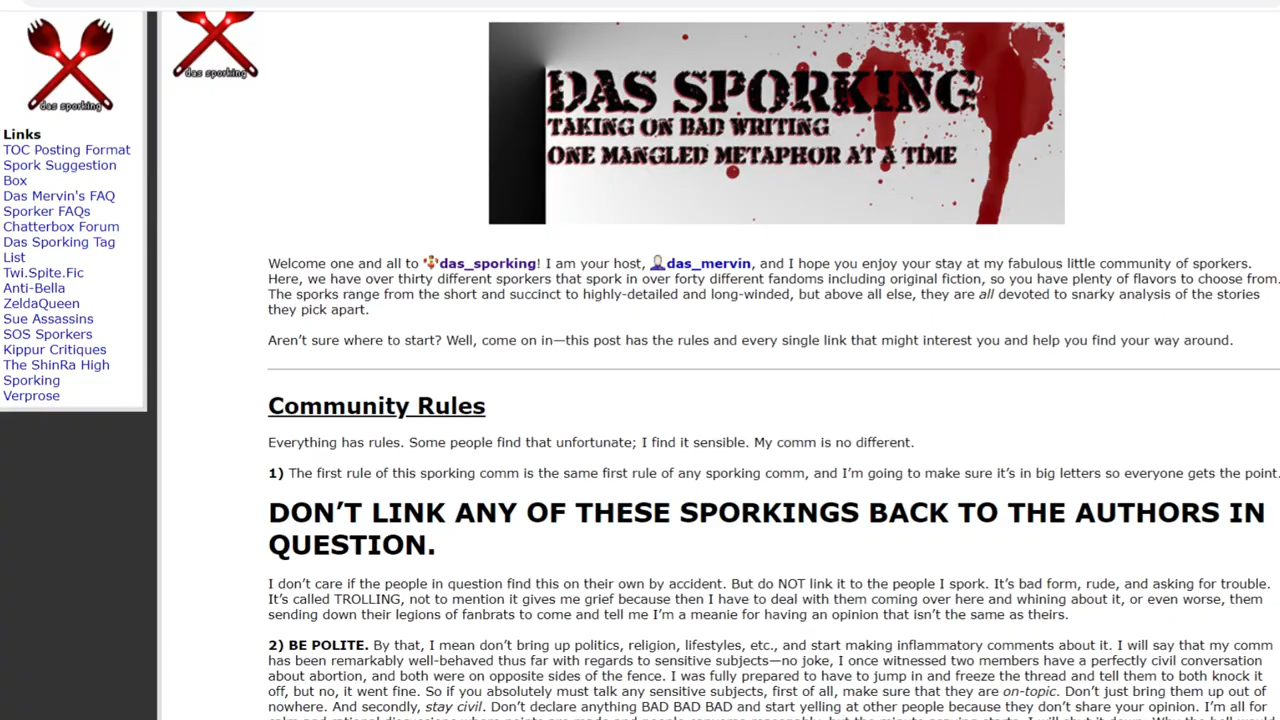 das sporking
das sporking
Links
TOC Posting Format
Spork Suggestion
Box
Das Mervin's FAQ
Sporker FAQs
Chatterbox Forum
Das Sporking Tag
List
Twi.Spite.Fic
Anti-Bella
ZeldaQueen
Sue Assassins
SOS Sporkers
Kippur Critiques
The ShinRa High
Sporking
Verprose
DAS SPORKING
TAKING ON BAD WRITING
ONE MANGLED METAPHOR AT A TIME
Welcome one and all to das_sporking! I am your host, das_mervin, and I hope you enjoy your stay at my fabulous little community of sporkers.
Here, we have over thirty different sporkers that spork in over forty different fandoms including original fiction, so you have plenty of flavors to choose from.
The sporks range from the short and succinct to highly-detailed and long-winded, but above all else, they are all devoted to snarky analysis of the stories
they pick apart.
Aren't sure where to start? Well, come on in—this post has the rules and every single link that might interest you and help you find your way around.
Community Rules
Everything has rules. Some people find that unfortunate; I find it sensible. My comm is no different.
1) The first rule of this sporking comm is the same first rule of any sporking comm, and I'm going to make sure it's in big letters so everyone gets the point.
DON'T LINK ANY OF THESE SPORKINGS BACK TO THE AUTHORS IN
QUESTION.
I don't care if the people in question find this on their own by accident. But do NOT link it to the people I spork. It's bad form, rude, and asking for trouble.
It's called TROLLING, not to mention it gives me grief because then I have to deal with them coming over here and whining about it, or even worse, them
sending down their legions of fanbrats to come and tell me I'm a meanie for having an opinion that isn't the same as theirs.
2) BE POLITE. By that, I mean don't bring up politics, religion, lifestyles, etc., and start making inflammatory comments about it. I will say that my comm
has been remarkably well-behaved thus far with regards to sensitive subjects—no joke, I once witnessed two members have a perfectly civil conversation
about abortion, and both were on opposite sides of the fence. I was fully prepared to have to jump in and freeze the thread and tell them to both knock it
off, but no, it went fine. So if you absolutely must talk any sensitive subjects, first of all, make sure that they are on-topic. Don't just bring them up out of
nowhere. And secondly, stay civil. Don't declare anything BAD BAD BAD and start yelling at other people because they don't share your opinion. I'm all for